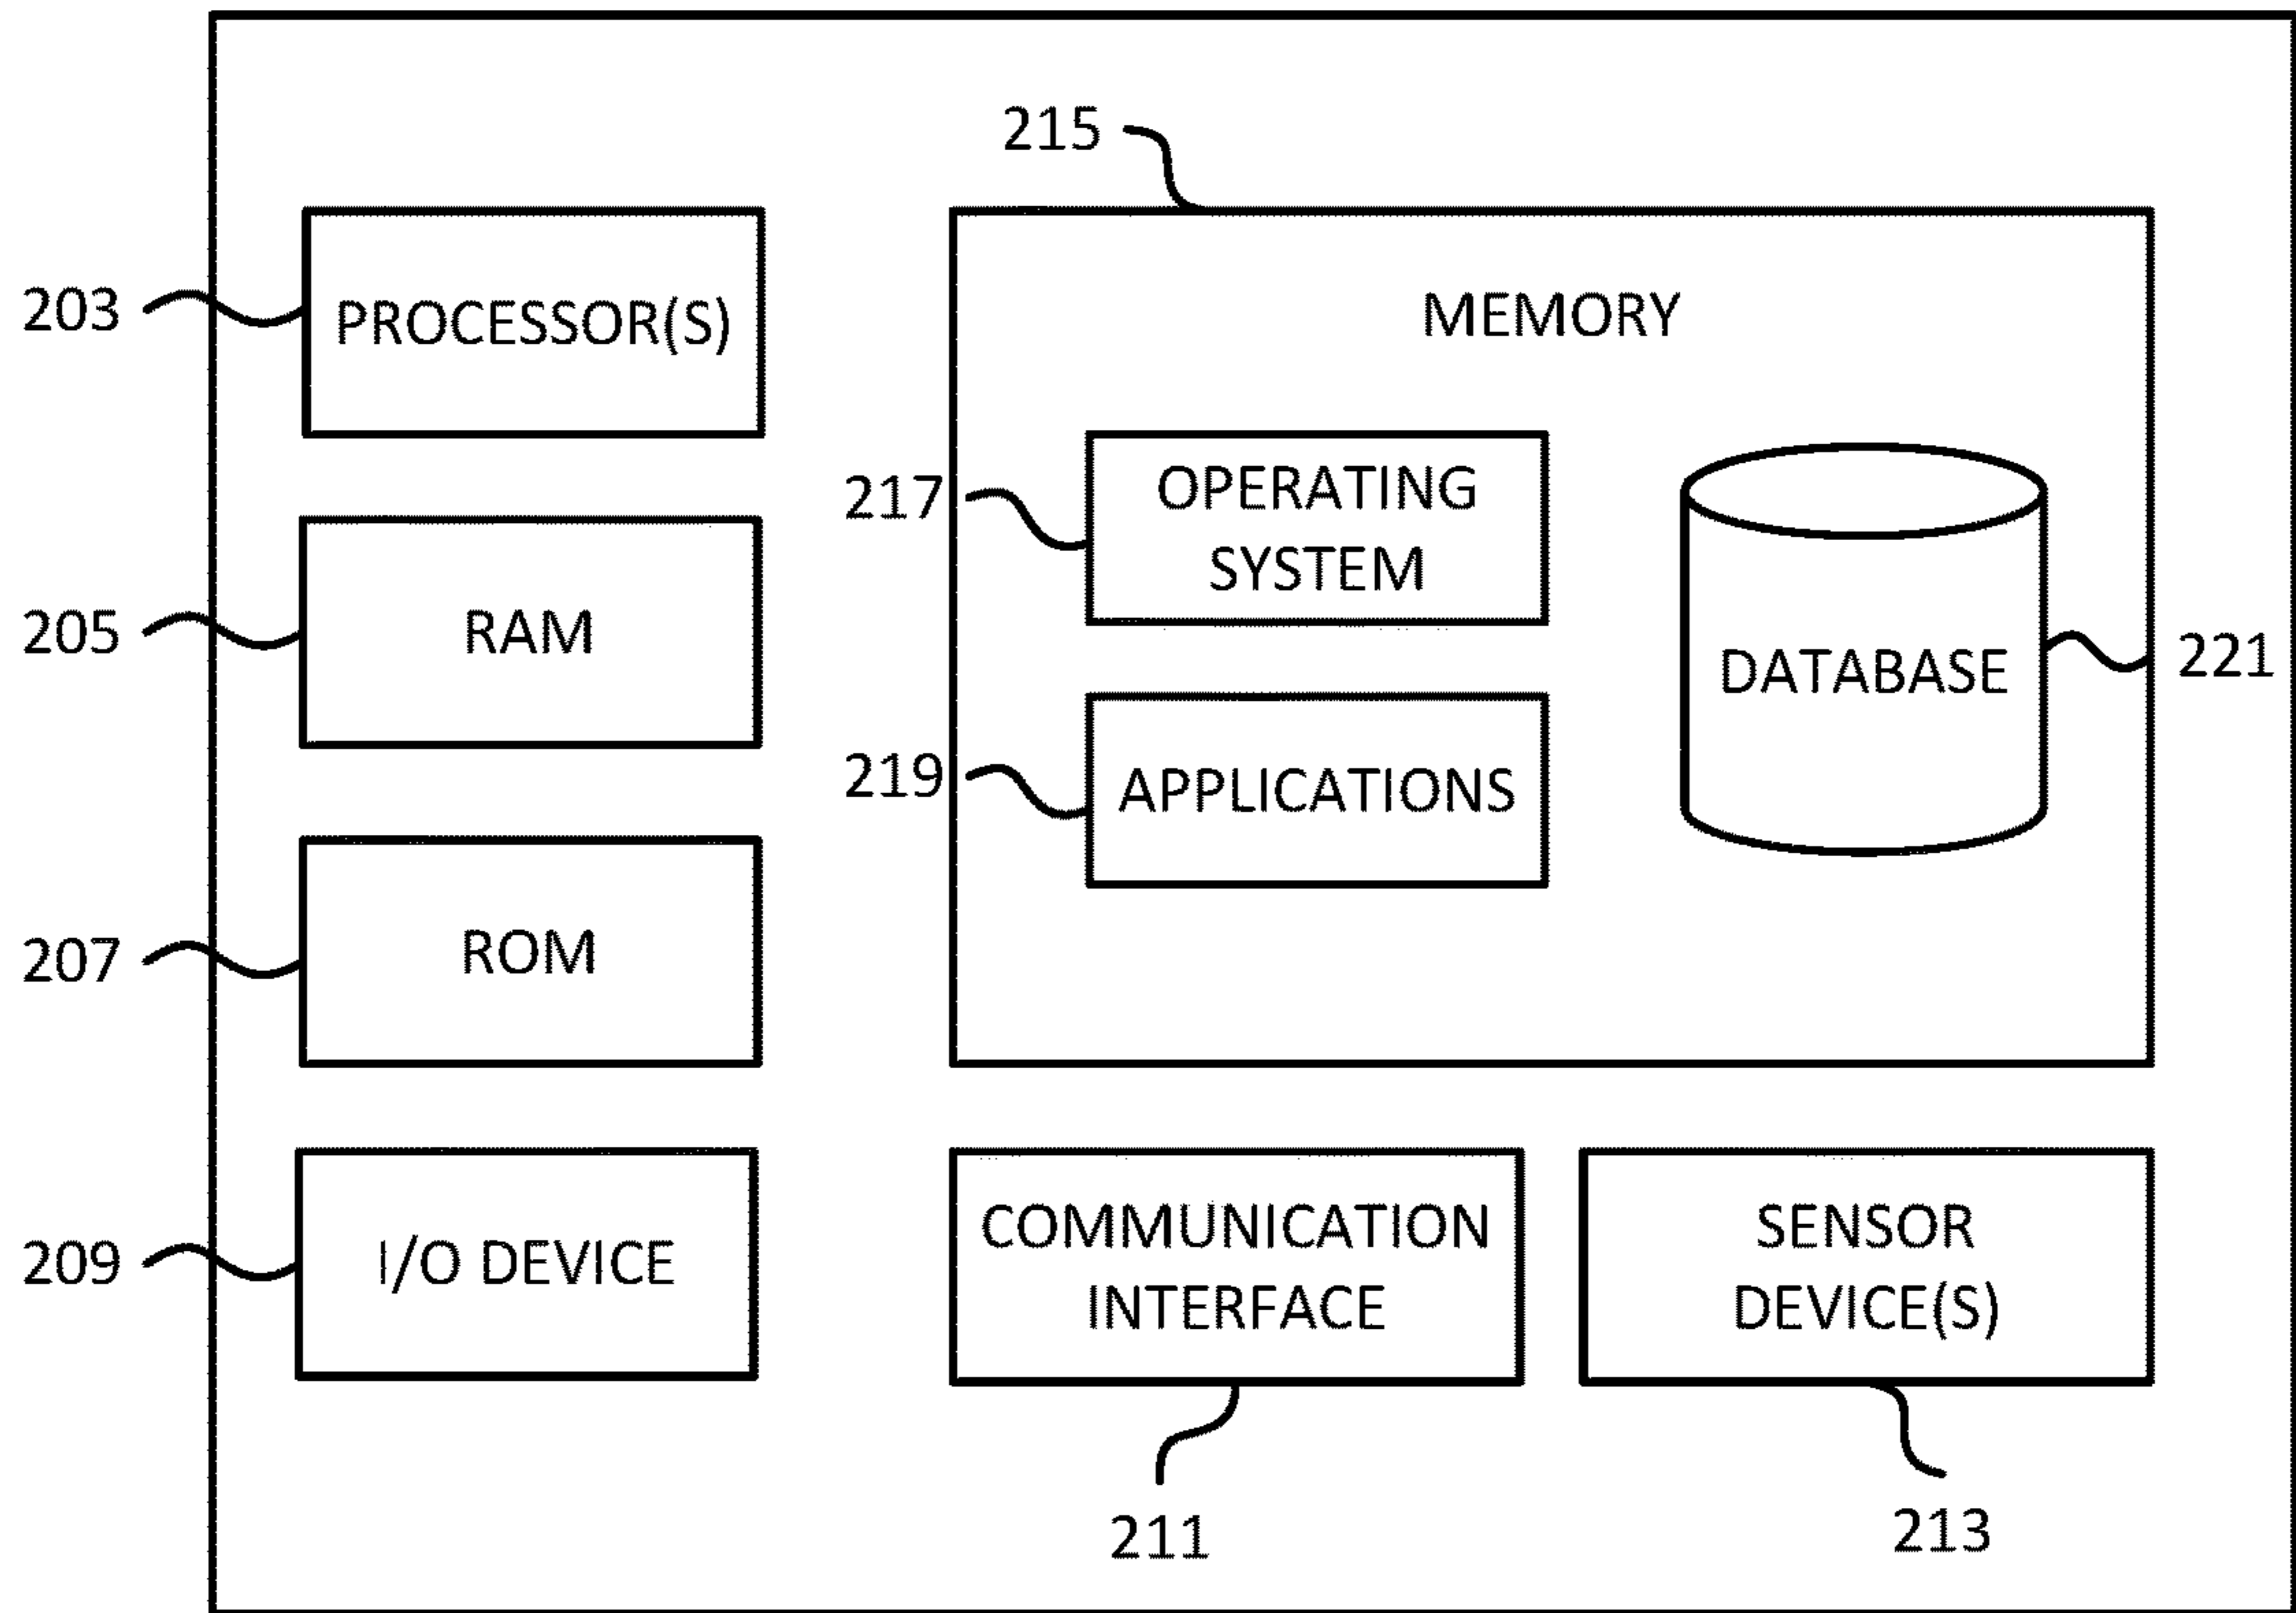 215
203
PROCESSOR(S)
MEMORY
217
OPERATING
SYSTEM
205
RAM
DATABASE
221
219
APPLICATIONS
207
ROM
209
I/O DEVICE
COMMUNICATION
INTERFACE
SENSOR
DEVICE(S)
211
213